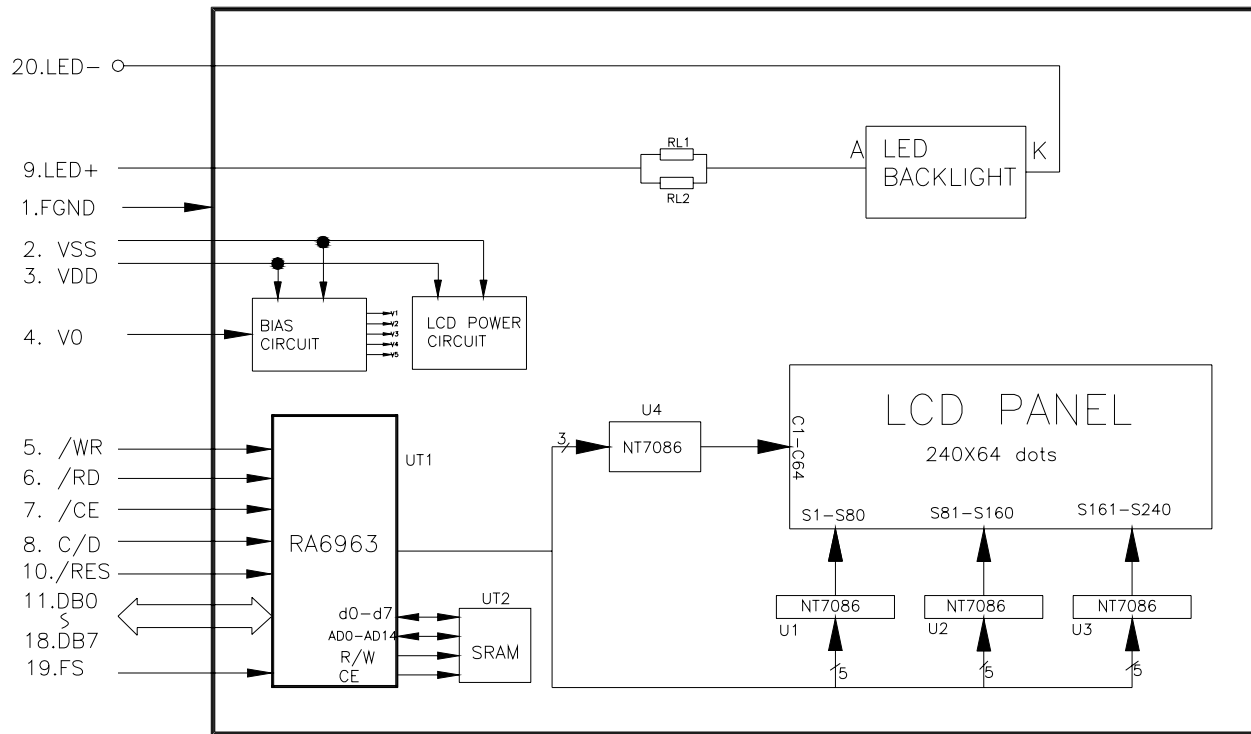 20.LED-
9.LED+
1.FGND
2. VSS
3. VDD
4. V0
5. /WR
6. /RD
7. /CE
8. C/D
10./RES
11.DB0
S
18.DB7
19.FS
RL1
RL2
A
LED
BACKLIGHT
K
BIAS
CIRCUIT
V1
V2
V3
V4
V5
LCD POWER
CIRCUIT
UT1
RA6963
d0-d7
AD0-AD14
R/W
CE
UT2
SRAM
3
U4
NT7086
C1-C64
LCD PANEL
240X64 dots
S1-S80
S81-S160
S161-S240
NT7086
NT7086
NT7086
U1
U2
U3
5
5
5